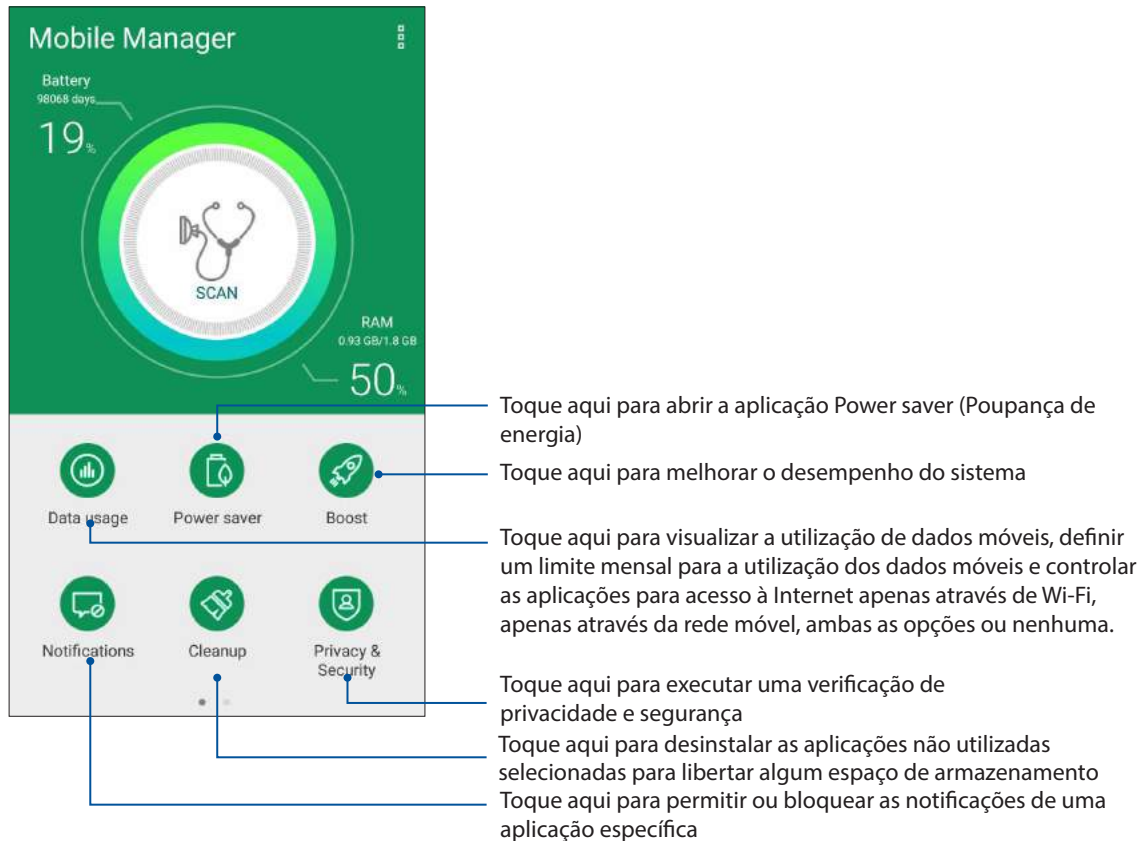 Mobile Manager
Battery
98068 days
19%
SCAN
RAM
0.93 GB/1.8 GB
50%
Data usage
Power saver
Boost
Notifications
Cleanup
Privacy &
Security
Toque aqui para abrir a aplicação Power saver (Poupança de
energia)
Toque aqui para melhorar o desempenho do sistema
Toque aqui para visualizar a utilização de dados móveis, definir
um limite mensal para a utilização dos dados móveis e controlar
as aplicações para acesso à Internet apenas através de Wi-Fi,
apenas através da rede móvel, ambas as opções ou nenhuma.
Toque aqui para executar uma verificação de
privacidade e segurança
Toque aqui para desinstalar as aplicações não utilizadas
selecionadas para libertar algum espaço de armazenamento
Toque aqui para permitir ou bloquear as notificações de uma
aplicação específica